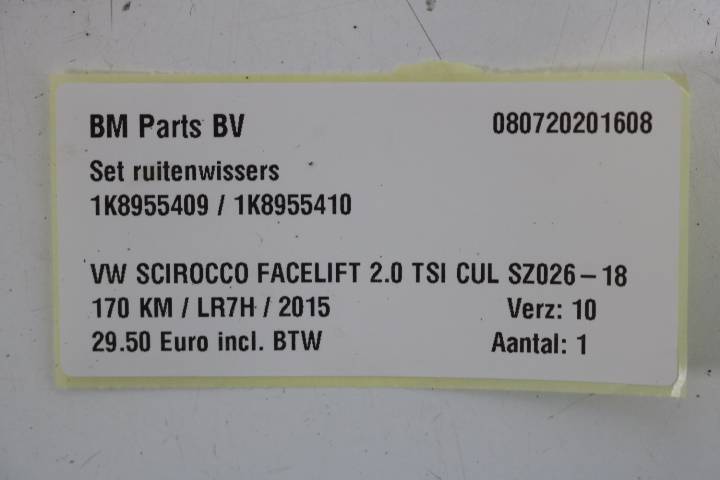 BM Parts BV 080720201608
Set ruitenwissers
1K8955409 / 1K8955410
VW SCIROCCO FACELIFT 2.0 TSI CUL SZ026-18
170 KM / LR7H / 2015 Verz: 10
29.50 Euro incl. BTW Aantal: 1